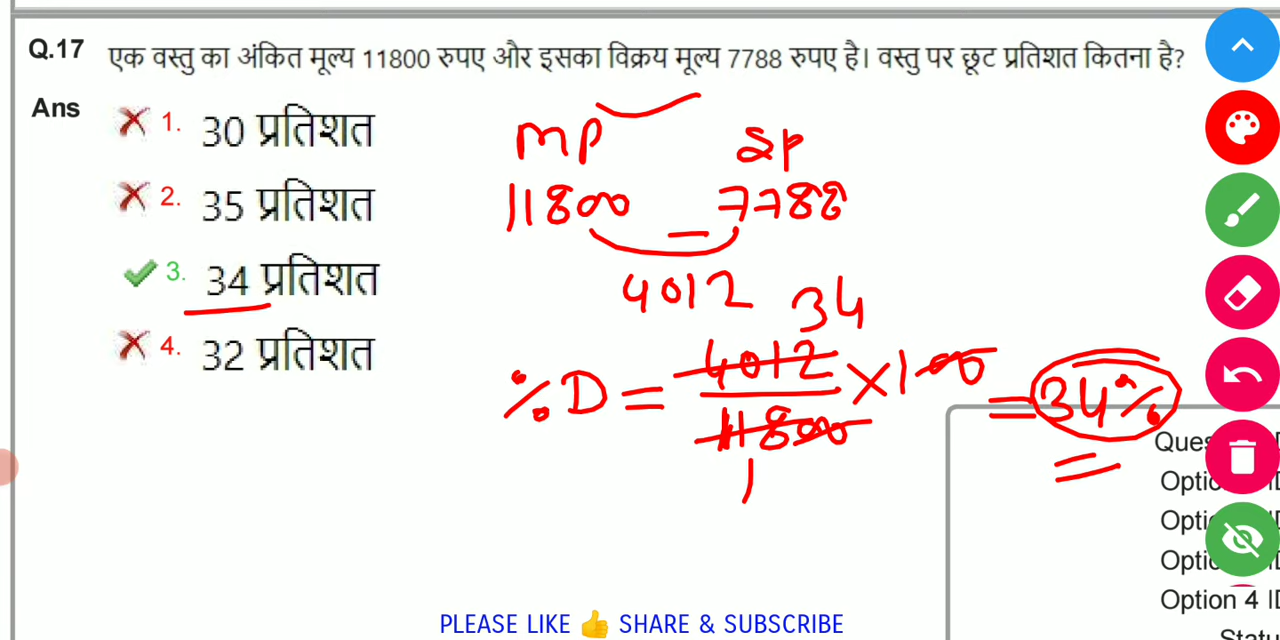 Q.17 एक वस्तु का अंकित मूल्य 11800 रुपए और इसका विक्रय मूल्य 7788 रुपए है। वस्तु पर छूट प्रतिशत कितना है?
Ans
1. 30 प्रतिशत
2. 35 प्रतिशत
3. 34 प्रतिशत
4. 32 प्रतिशत
MP SP
11800 - 7788
4012
34
% D = 4012 / 11800 × 100 = 34%
1
Option 4 ID
PLEASE LIKE 👍 SHARE & SUBSCRIBE